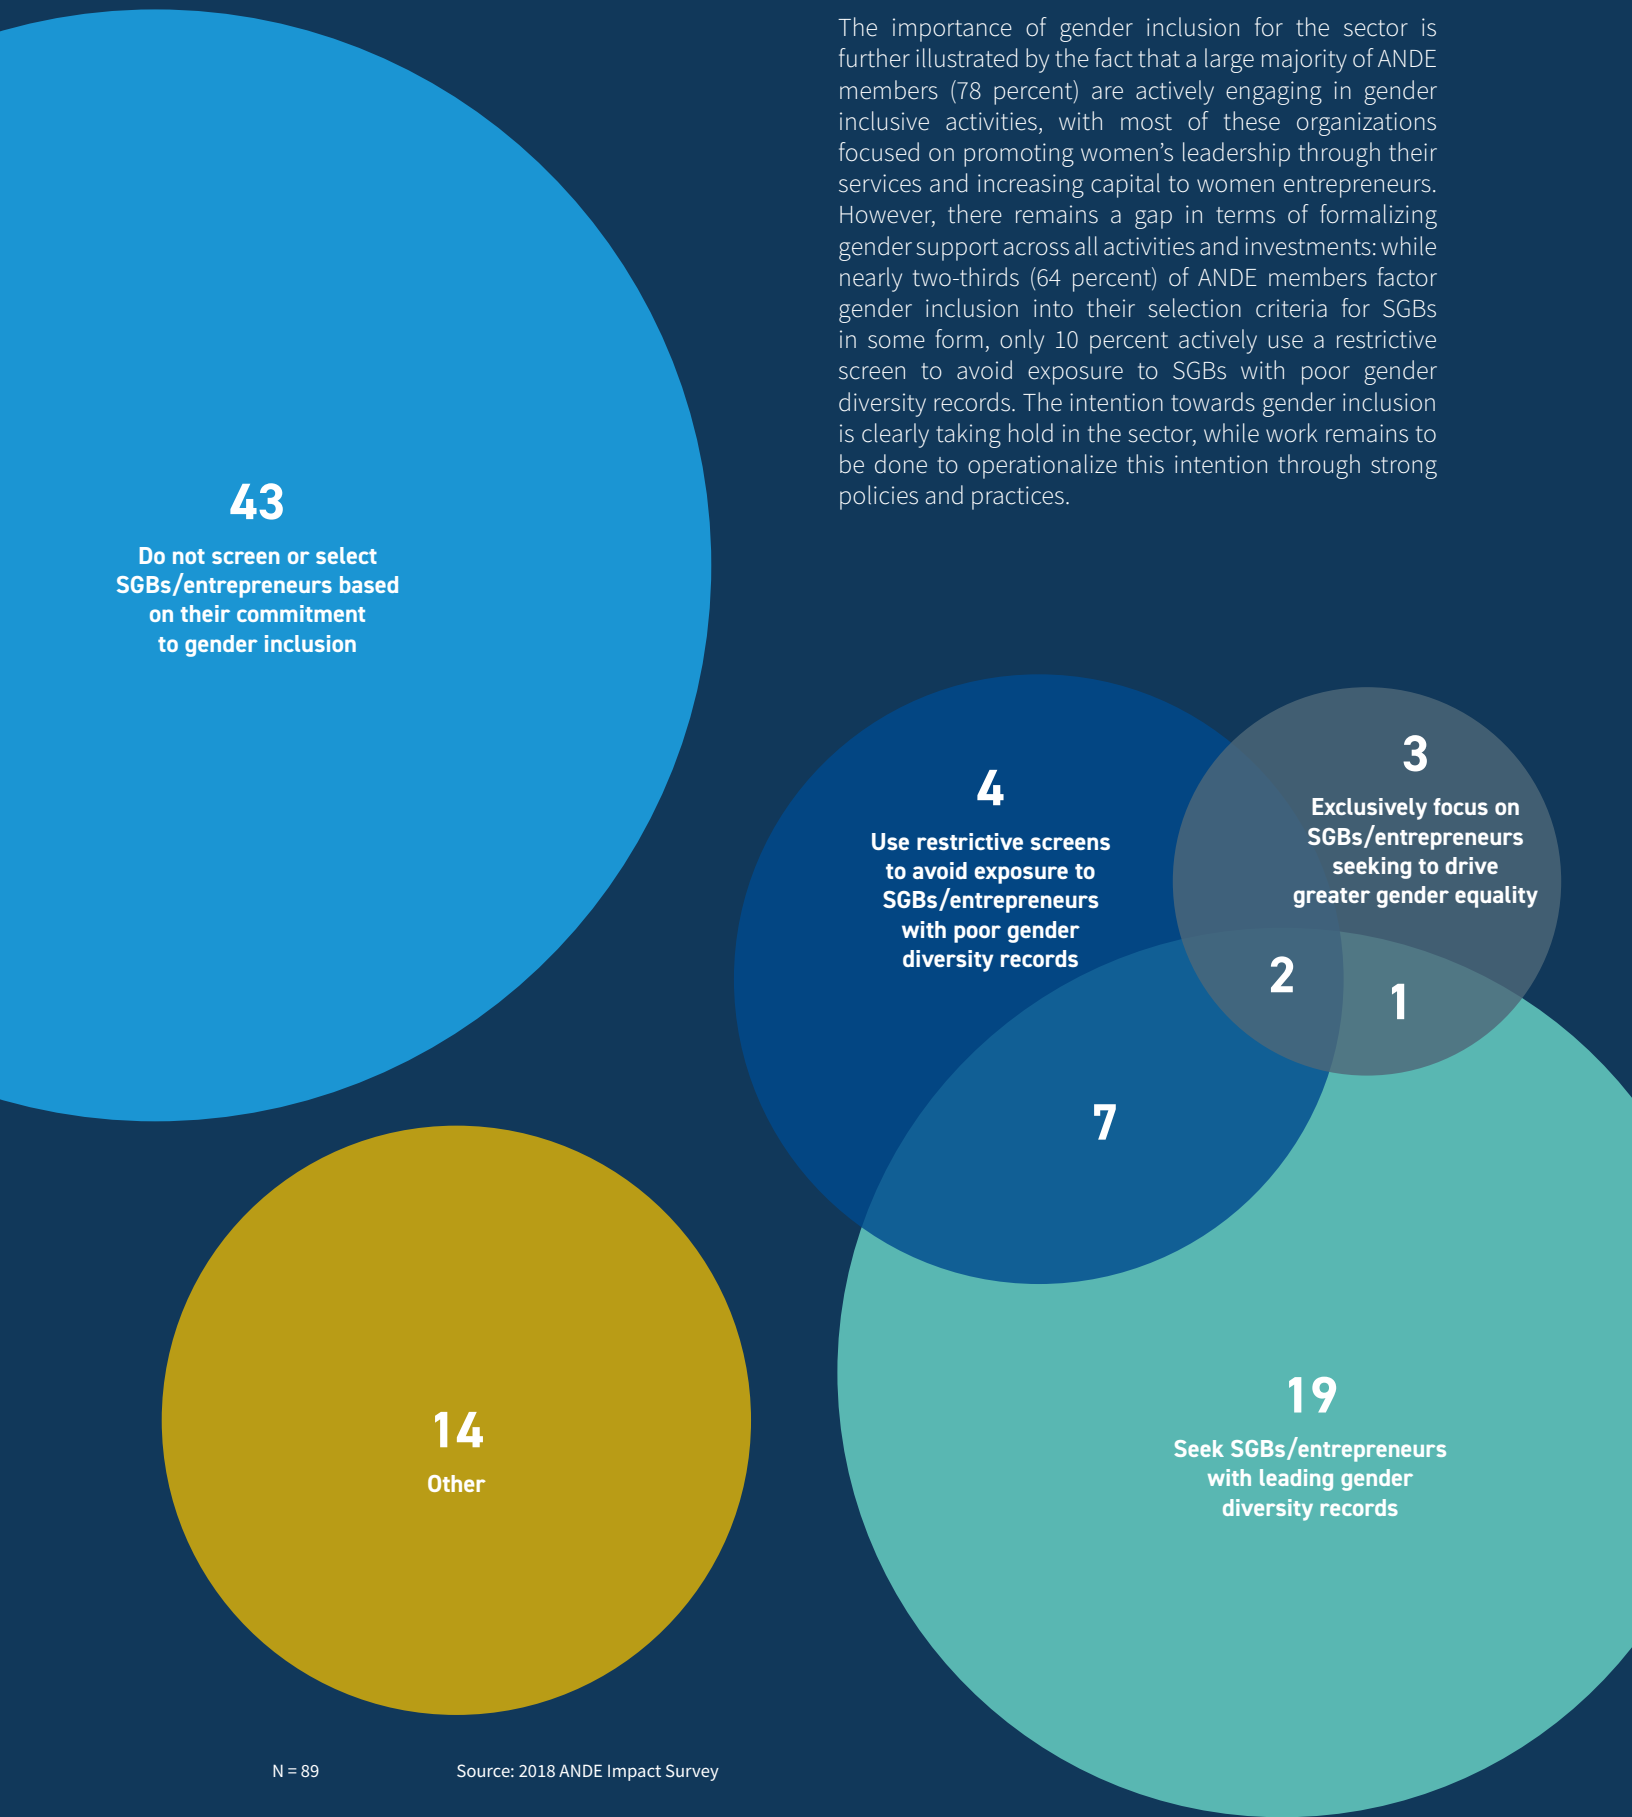 The importance of gender inclusion for the sector is
further illustrated by the fact that a large majority of ANDE
members (78 percent) are actively engaging in gender
inclusive activities, with most of these organizations
focused on promoting women’s leadership through their
services and increasing capital to women entrepreneurs.
However, there remains a gap in terms of formalizing
gender support across all activities and investments: while
nearly two-thirds (64 percent) of ANDE members factor
gender inclusion into their selection criteria for SGBs
in some form, only 10 percent actively use a restrictive
screen to avoid exposure to SGBs with poor gender
diversity records. The intention towards gender inclusion
is clearly taking hold in the sector, while work remains to
be done to operationalize this intention through strong
policies and practices.
43
Do not screen or select
SGBs/entrepreneurs based
on their commitment
to gender inclusion
4
Use restrictive screens
to avoid exposure to
SGBs/entrepreneurs
with poor gender
diversity records
3
Exclusively focus on
SGBs/entrepreneurs
seeking to drive
greater gender equality
2
1
7
19
Seek SGBs/entrepreneurs
with leading gender
diversity records
14
Other
N = 89
Source: 2018 ANDE Impact Survey